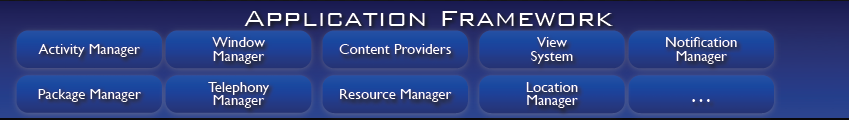 Application Framework
Activity Manager
Window
Manager
Content Providers
View
System
Notification
Manager
Package Manager
Telephony
Manager
Resource Manager
Location
Manager
...